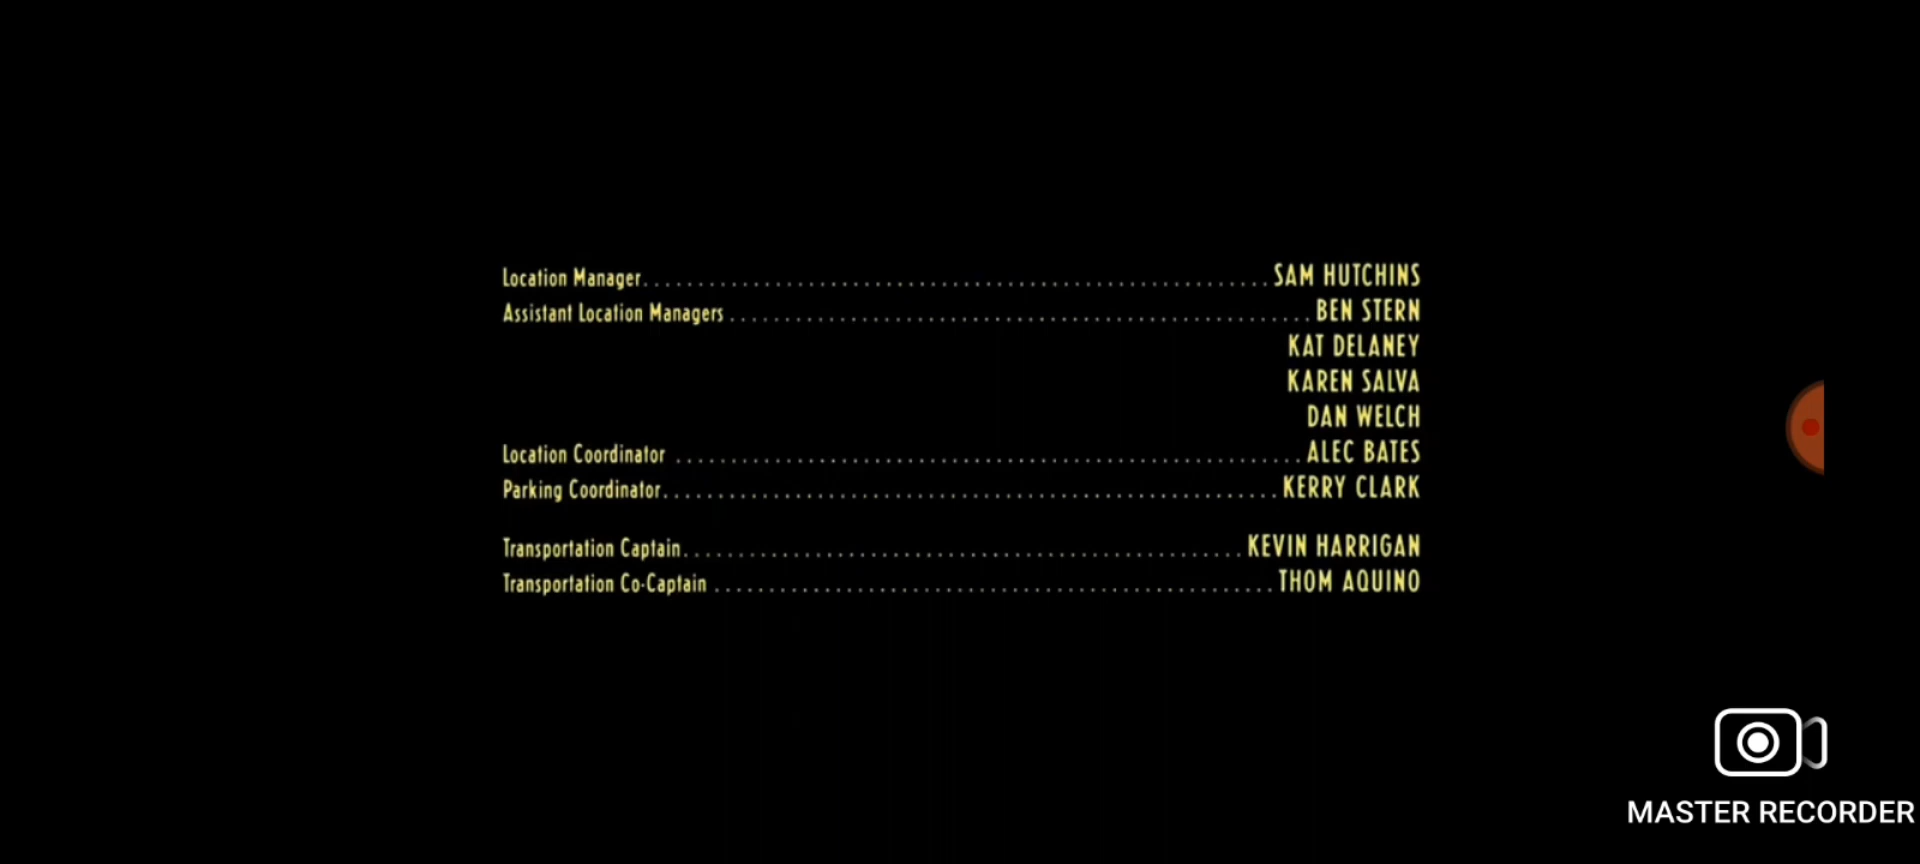 Location Manager.......................................................SAM HUTCHINS
Assistant Location Managers ...................................................BEN STERN
KAT DELANEY
KAREN SALVA
DAN WELCH
Location Coordinator .......................................................ALEC BATES
Parking Coordinator......................................................KERRY CLARK
Transportation Captain.................................................KEVIN HARRIGAN
Transportation Co-Captain .................................................THOM AQUINO
MASTER RECORDER